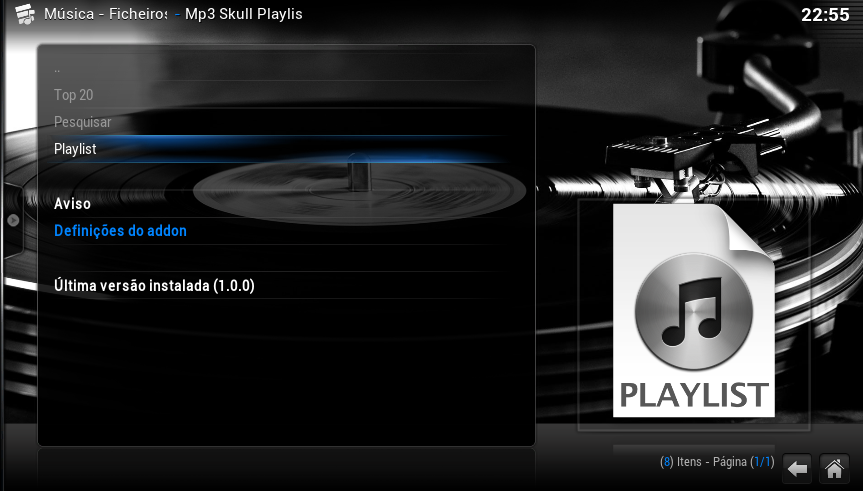 Música - Ficheiros - Mp3 Skull Playlis
22:55
..
Top 20
Pesquisar
Playlist
Aviso
Definições do addon
Última versão instalada (1.0.0)
PLAYLIST
(8) Itens - Página (1/1)